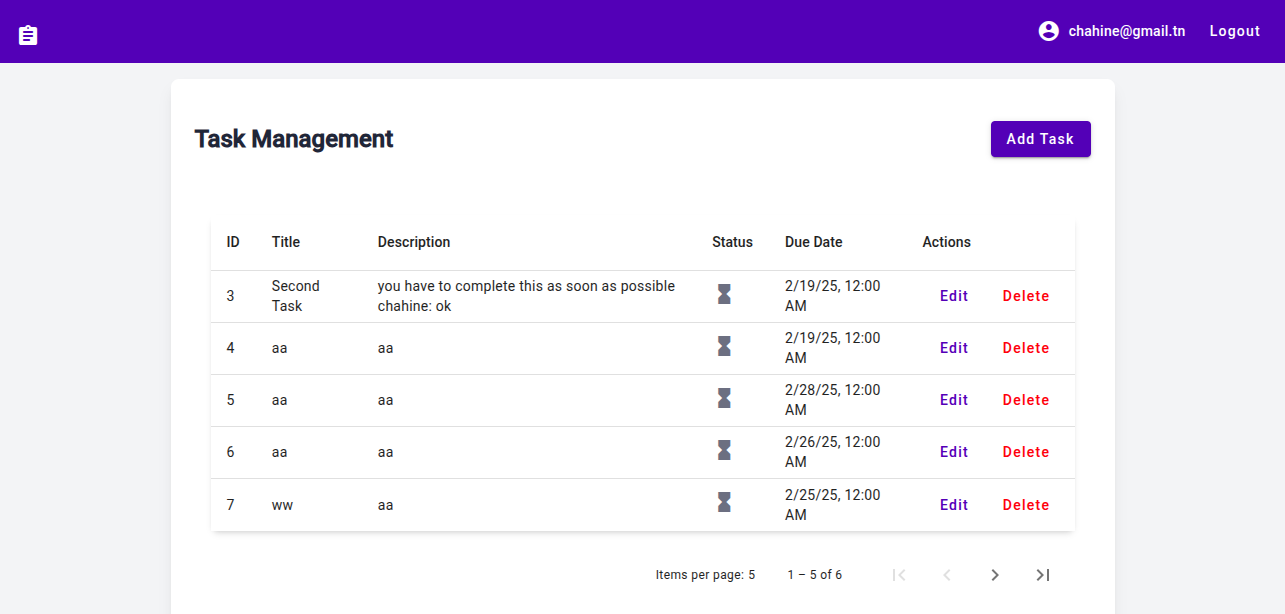 chahine@gmail.tn Logout
Task Management Add Task
ID Title Description Status Due Date Actions
3 Second Task you have to complete this as soon as possible chahine: ok 2/19/25, 12:00 AM Edit Delete
4 aa aa 2/19/25, 12:00 AM Edit Delete
5 aa aa 2/28/25, 12:00 AM Edit Delete
6 aa aa 2/26/25, 12:00 AM Edit Delete
7 ww aa 2/25/25, 12:00 AM Edit Delete
Items per page: 5 1 – 5 of 6